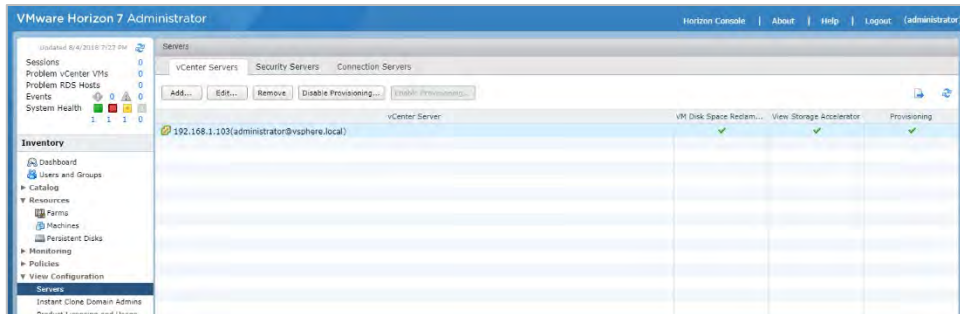 VMware Horizon 7 Administrator
Horizon Console | About | Help | Logout (administrator
Updated 8/4/2018 7:23 PM
Sessions 0
Problem vCenter VMs 0
Problem RDS Hosts 0
Events 0 0
System Health
1 1 1 0
Inventory
Dashboard
Users and Groups
Catalog
Resources
Farms
Machines
Persistent Disks
Monitoring
Policies
View Configuration
Servers
Instant Clone Domain Admins
Product Licensing and Usage
Servers
vCenter Servers Security Servers Connection Servers
Add... Edit... Remove Disable Provisioning... Enable Provisioning...
vCenter Server VM Disk Space Reclam... View Storage Accelerator Provisioning
192.168.1.103(administrator@vsphere.local)